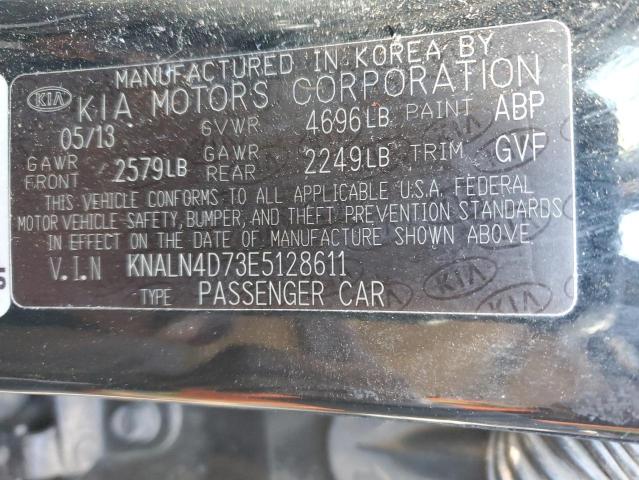 MANUFACTURED IN KOREA BY
KIA KIA MOTORS CORPORATION
05/13 GVWR 4696LB PAINT ABP
GAWR FRONT 2579LB GAWR REAR 2249LB TRIM GVF
THIS VEHICLE CONFORMS TO ALL APPLICABLE U.S.A. FEDERAL
MOTOR VEHICLE SAFETY, BUMPER, AND THEFT PREVENTION STANDARDS
IN EFFECT ON THE DATE OF MANUFACTURE SHOWN ABOVE.
V.I.N KNALN4D73E5128611
TYPE PASSENGER CAR